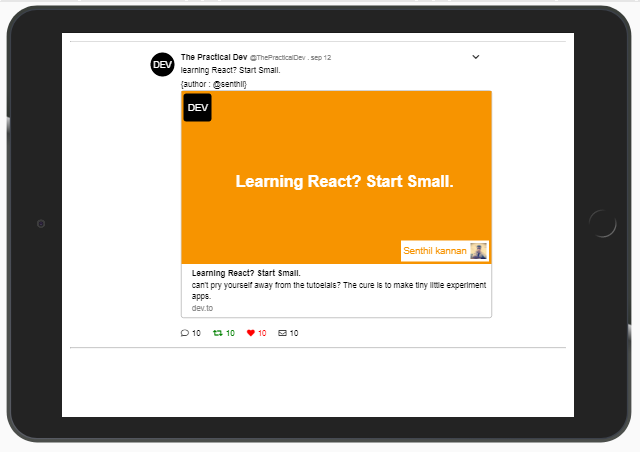 DEV
The Practical Dev @ThePracticalDev . sep 12
learning React? Start Small.
{author : @senthil}
DEV
Learning React? Start Small.
Senthil kannan
Learning React? Start Small.
can't pry yourself away from the tutoeials? The cure is to make tiny little experiment
apps.
dev.to
10 10 10 10